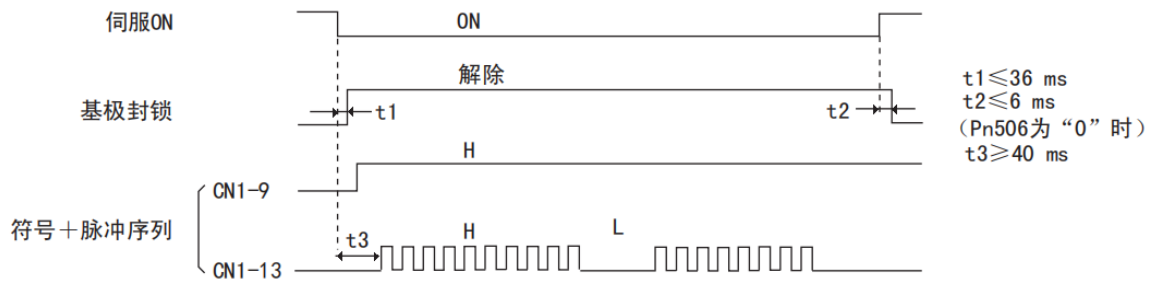 伺服ON
ON
解除
基极封锁
t1
t2
t1≤36 ms
t2≤6 ms
（Pn506为“0”时）
t3≥40 ms
H
CN1-9
符号＋脉冲序列
t3
H
L
CN1-13